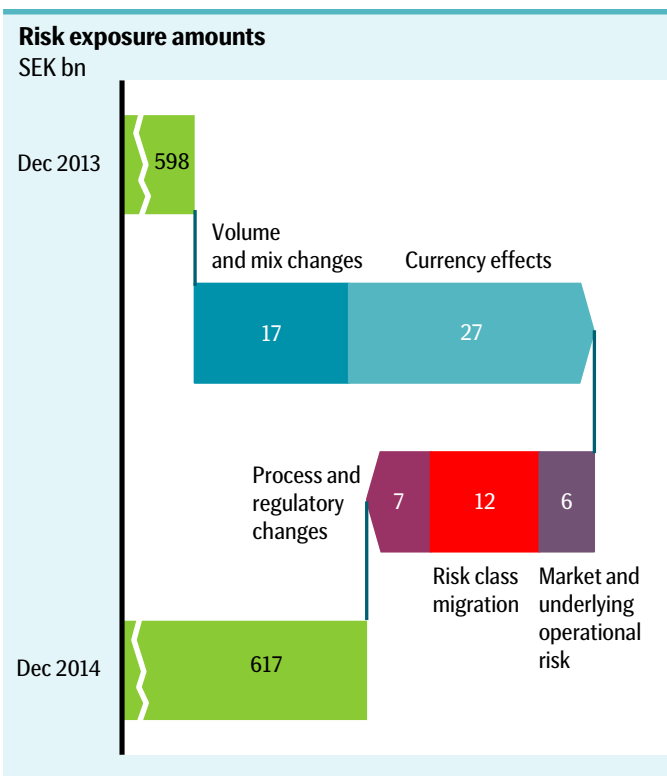 Risk exposure amounts
SEK bn
Dec 2013
598
Volume
and mix changes
Currency effects
17
27
Process and
regulatory
changes
7
12
6
Risk class
migration
Market and
underlying
operational
risk
Dec 2014
617